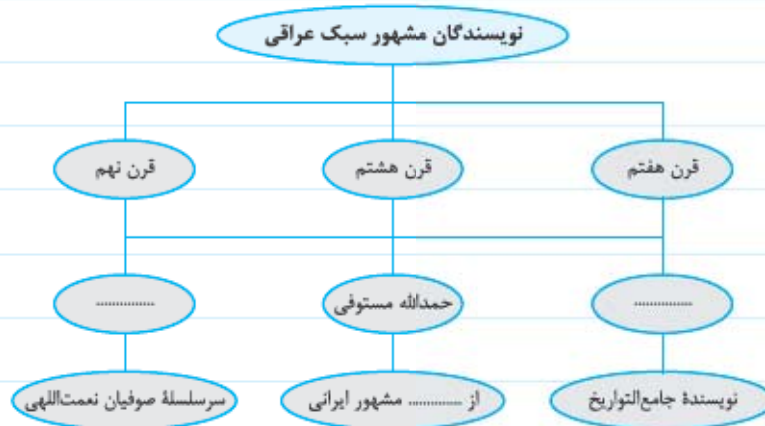 نویسندگان مشهور سبک عراقی
قرن هفتم
قرن هشتم
قرن نهم
..............
حمدالله مستوفی
..............
نویسندهٔ جامع‌التواریخ
از ............. مشهور ایرانی
سرسلسلهٔ صوفیان نعمت‌اللهی